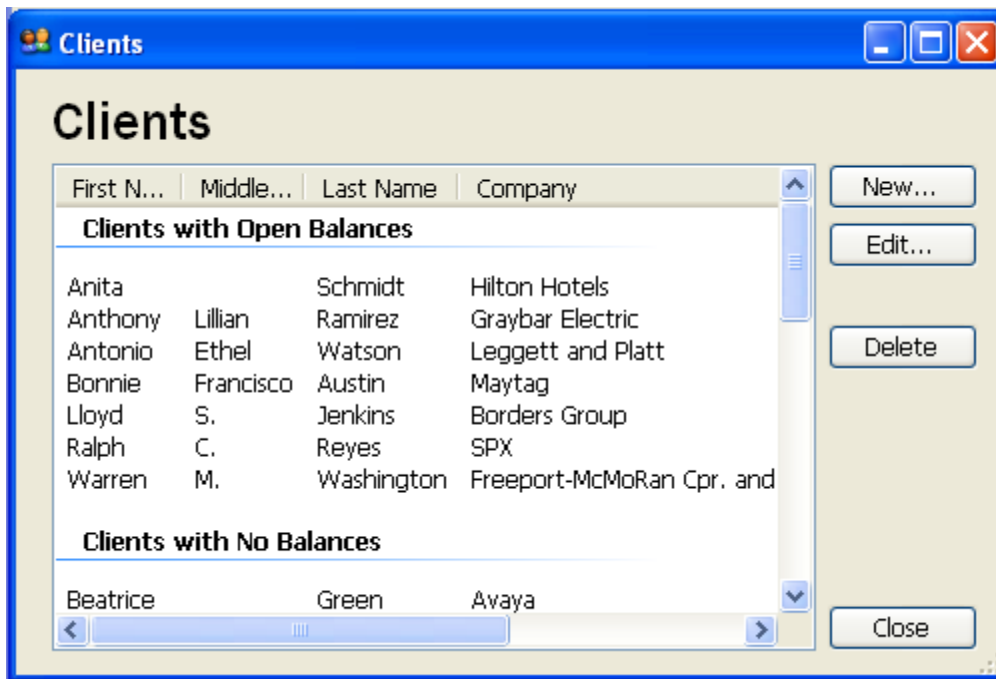 Clients
Clients
First N... Middle... Last Name Company
Clients with Open Balances
Anita Schmidt Hilton Hotels
Anthony Lillian Ramirez Graybar Electric
Antonio Ethel Watson Leggett and Platt
Bonnie Francisco Austin Maytag
Lloyd S. Jenkins Borders Group
Ralph C. Reyes SPX
Warren M. Washington Freeport-McMoRan Cpr. and
Clients with No Balances
Beatrice Green Avaya
New...
Edit...
Delete
Close